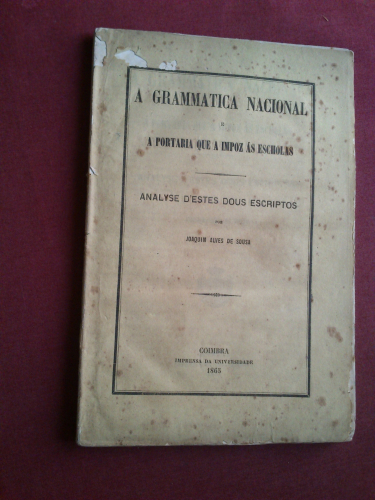 A GRAMMATICA NACIONAL
E
A PORTARIA QUE A IMPOZ ÁS ESCHOLAS
ANALYSE D'ESTES DOUS ESCRIPTOS
POR
JOAQUIM ALVES DE SOUSA
COIMBRA
IMPRENSA DA UNIVERSIDADE
1865